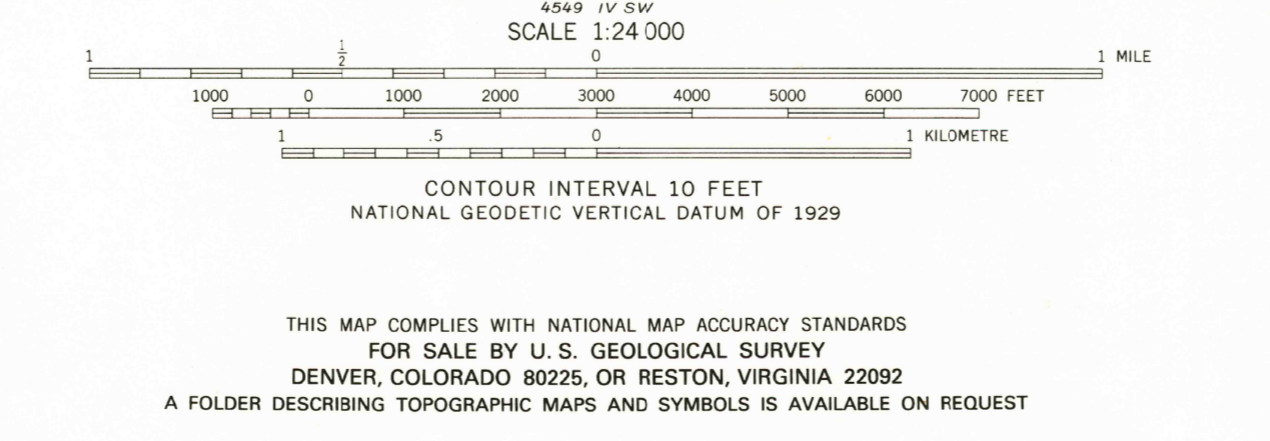 4549 IV SW
SCALE 1:24 000
1 1/2 0 1 MILE
1000 0 1000 2000 3000 4000 5000 6000 7000 FEET
1 .5 0 1 KILOMETRE
CONTOUR INTERVAL 10 FEET
NATIONAL GEODETIC VERTICAL DATUM OF 1929
THIS MAP COMPLIES WITH NATIONAL MAP ACCURACY STANDARDS
FOR SALE BY U. S. GEOLOGICAL SURVEY
DENVER, COLORADO 80225, OR RESTON, VIRGINIA 22092
A FOLDER DESCRIBING TOPOGRAPHIC MAPS AND SYMBOLS IS AVAILABLE ON REQUEST